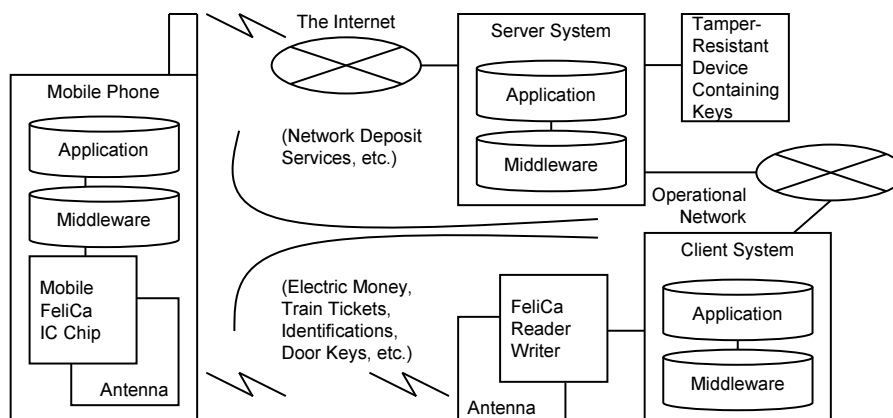 The Internet
Server System
Tamper-
Resistant
Device
Containing
Keys
Mobile Phone
Application
Middleware
Mobile
FeliCa
IC Chip
Antenna
(Network Deposit
Services, etc.)
Application
Middleware
Operational
Network
Client System
(Electric Money,
Train Tickets,
Identifications,
Door Keys, etc.)
FeliCa
Reader
Writer
Antenna
Application
Middleware